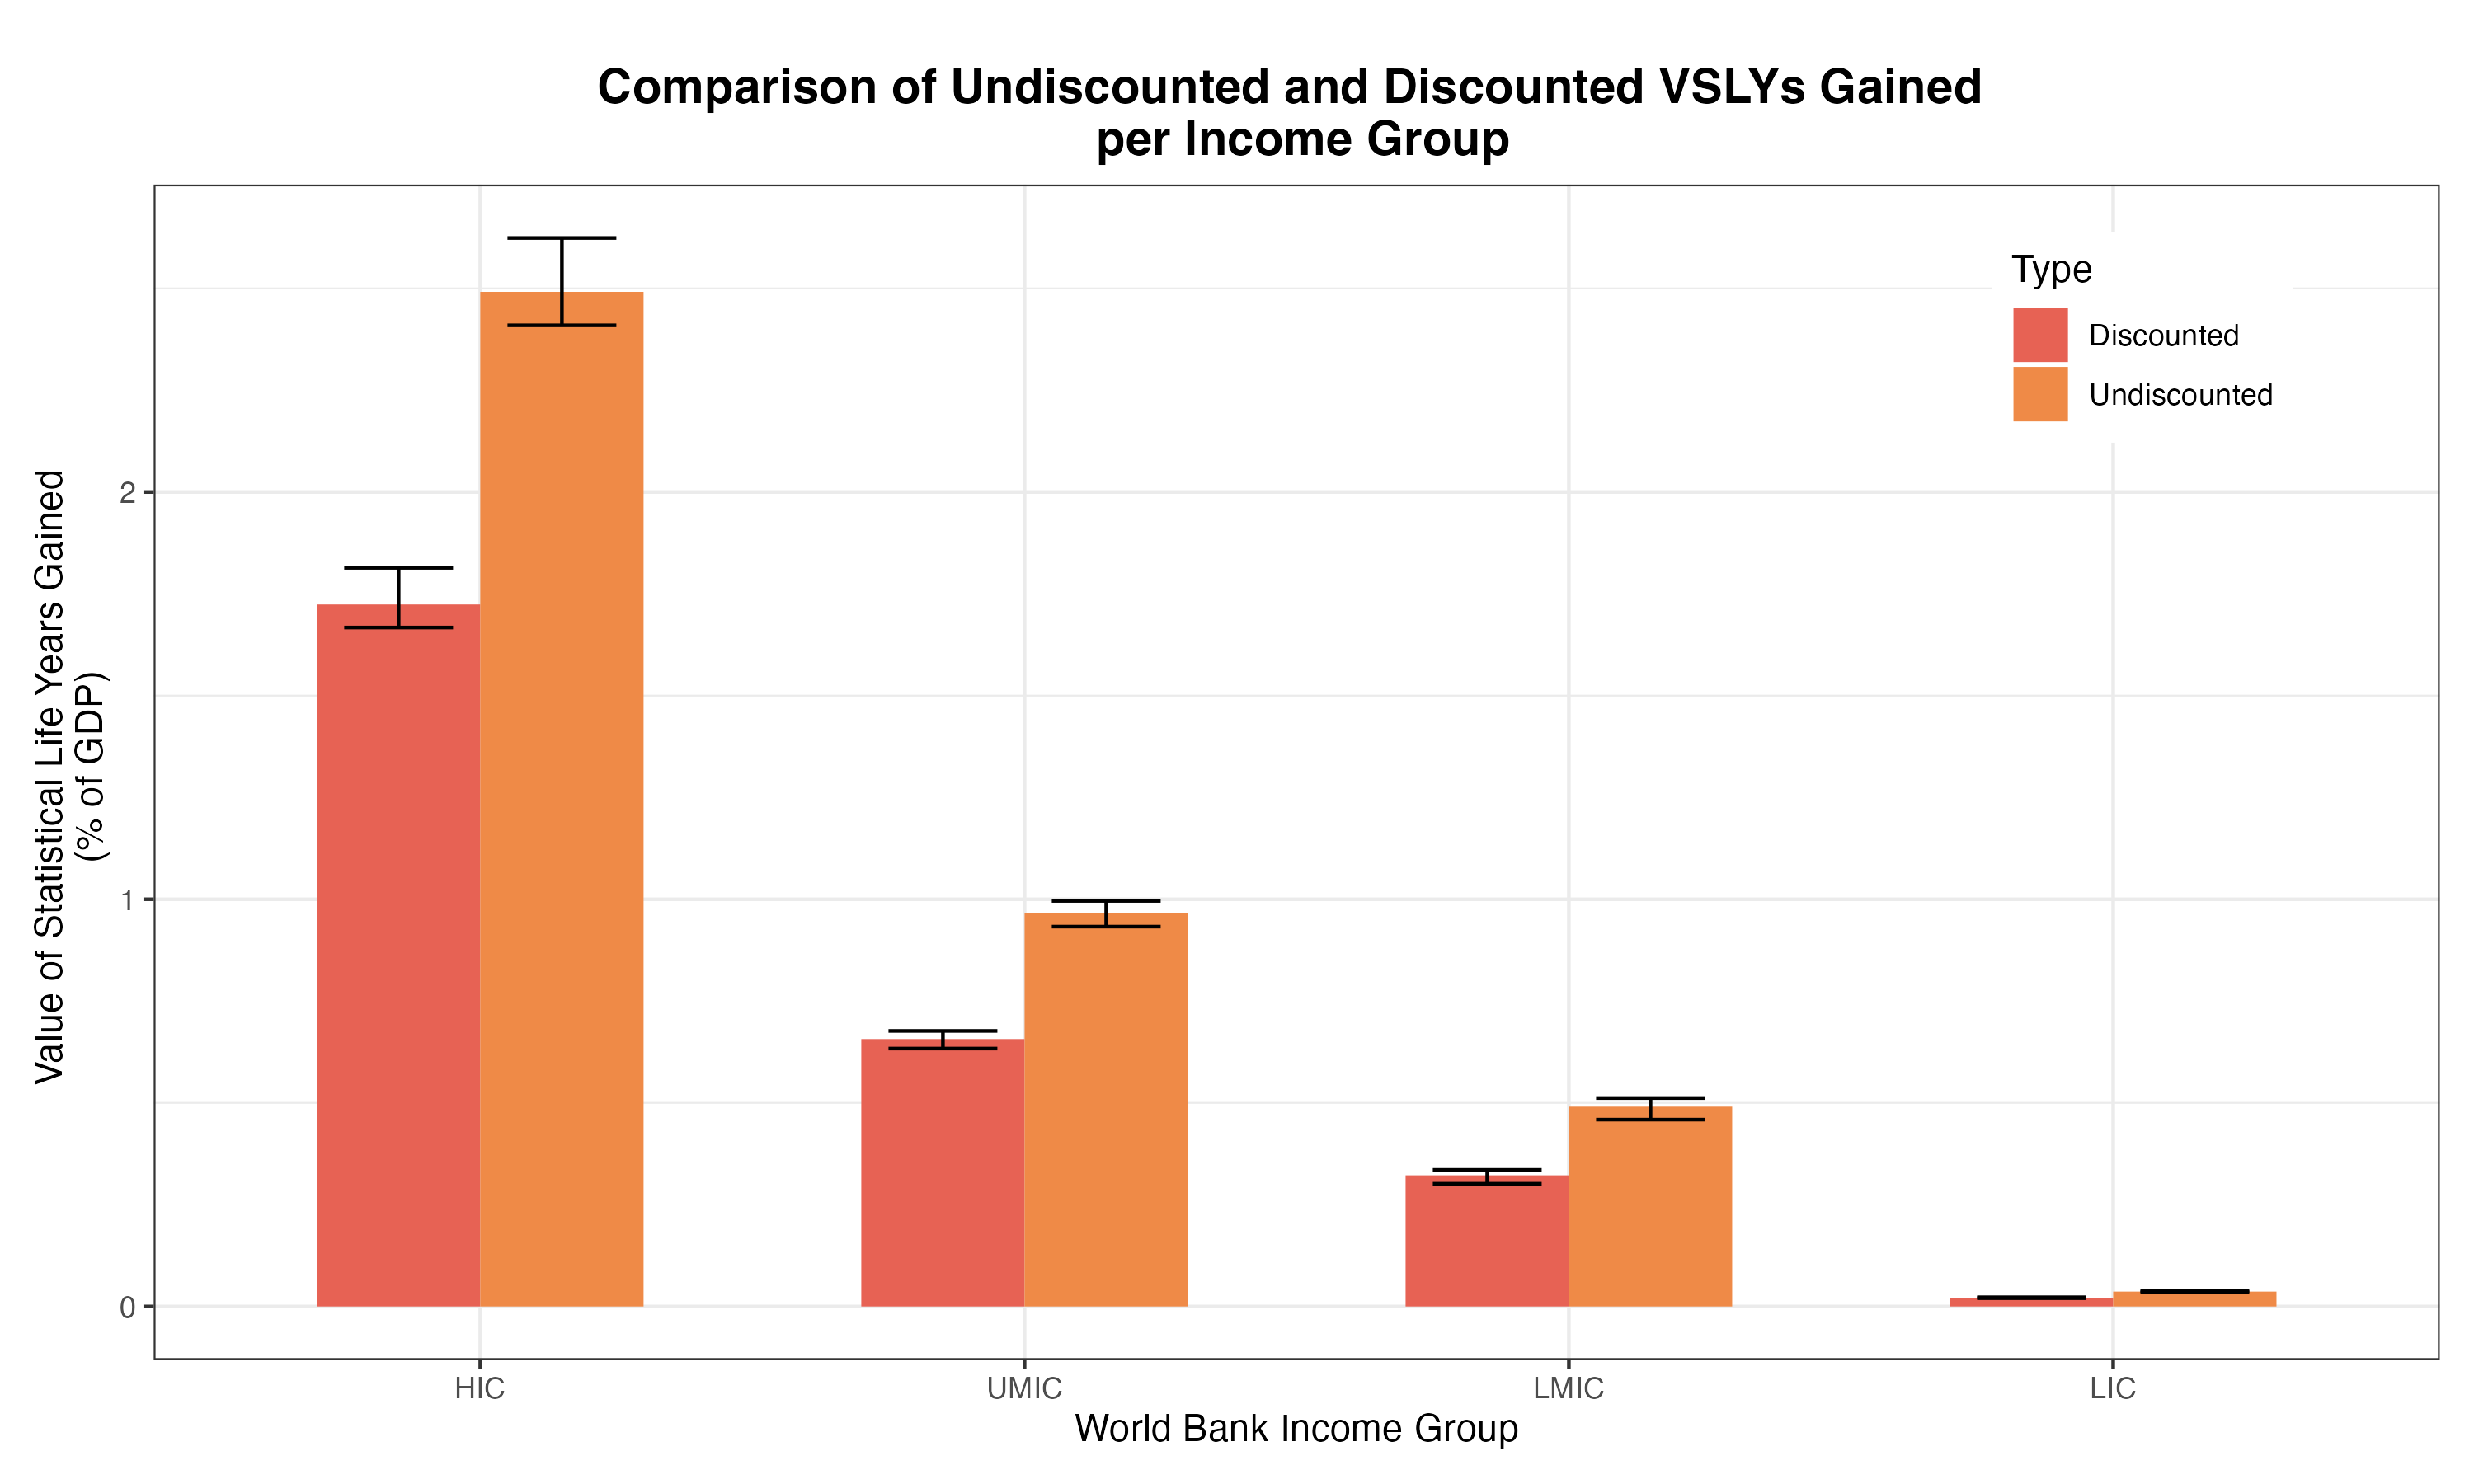 Comparison of Undiscounted and Discounted VSLYs Gained
per Income Group
Value of Statistical Life Years Gained
(% of GDP)
2
1
0
Type
Discounted
Undiscounted
HIC
UMIC
LMIC
LIC
World Bank Income Group